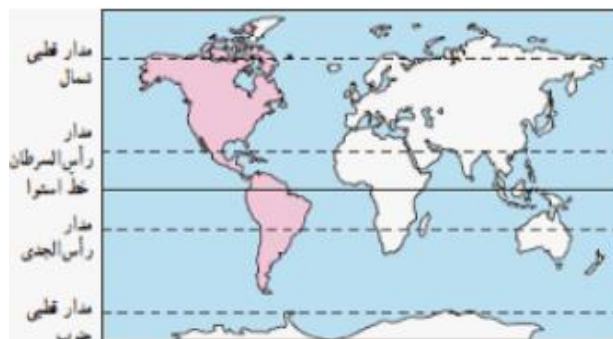 مدار قطبی
شمال
مدار
رأس‌السرطان
خطّ استوا
مدار
رأس‌الجدی
مدار قطبی